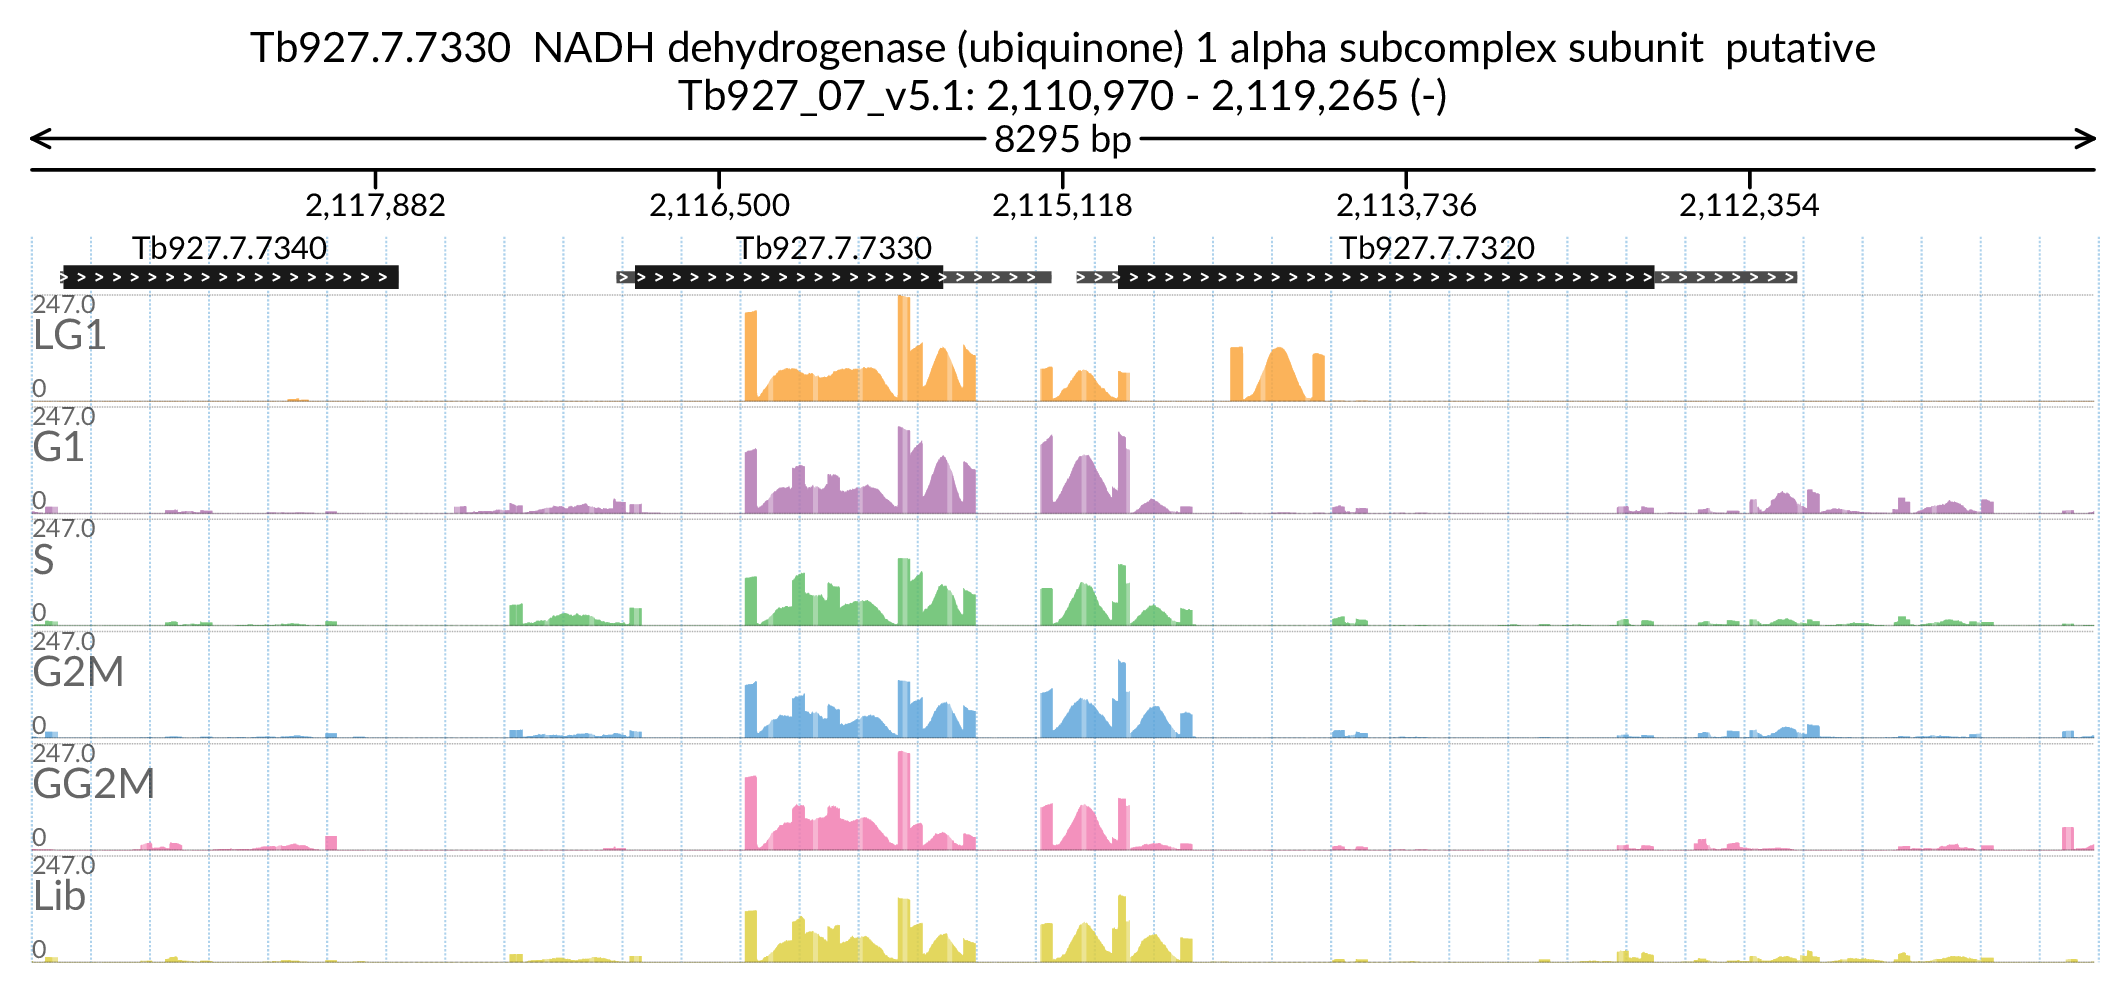 Tb927.7.7330  NADH dehydrogenase (ubiquinone) 1 alpha subcomplex subunit  putative
Tb927_07_v5.1: 2,110,970 - 2,119,265 (-)
8295 bp
2,117,882 2,116,500 2,115,118 2,113,736 2,112,354
Tb927.7.7340 Tb927.7.7330 Tb927.7.7320
247.0
LG1
0
247.0
G1
0
247.0
S
0
247.0
G2M
0
247.0
GG2M
0
247.0
Lib
0